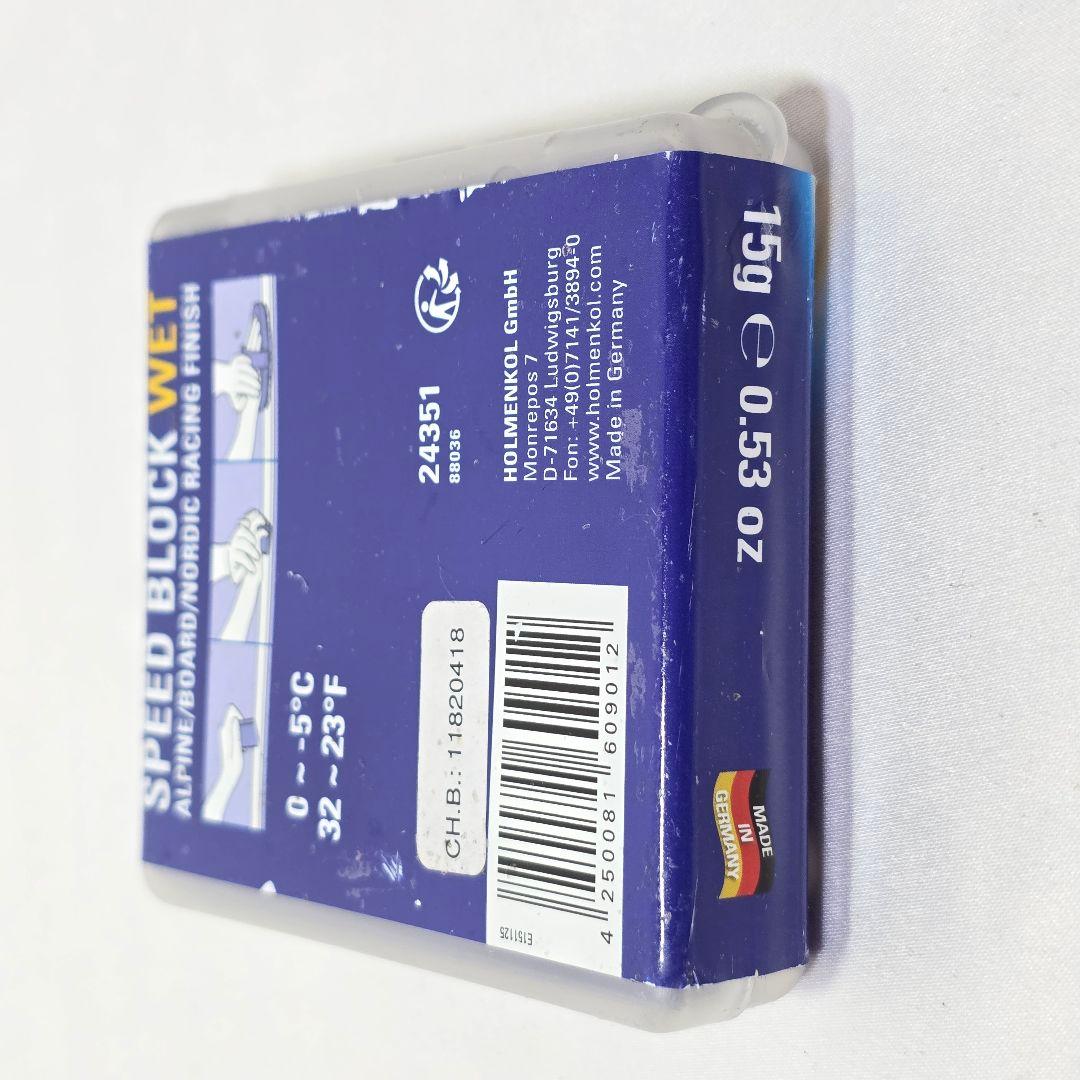 SPEED BLOCK WET
ALPINE/BOARD/NORDIC RACING FINISH
0 ~ -5°C
32 ~ 23°F
24351
88036
HOLMENKOL GmbH
Monrepos 7
D-71634 Ludwigsburg
Fon: +49(0)7141/3894-0
www.holmenkol.com
Made in Germany
CH.B.: 11820418
E151125
4 250081 609012
15g ℮ 0.53 oz
MADE
IN
GERMANY